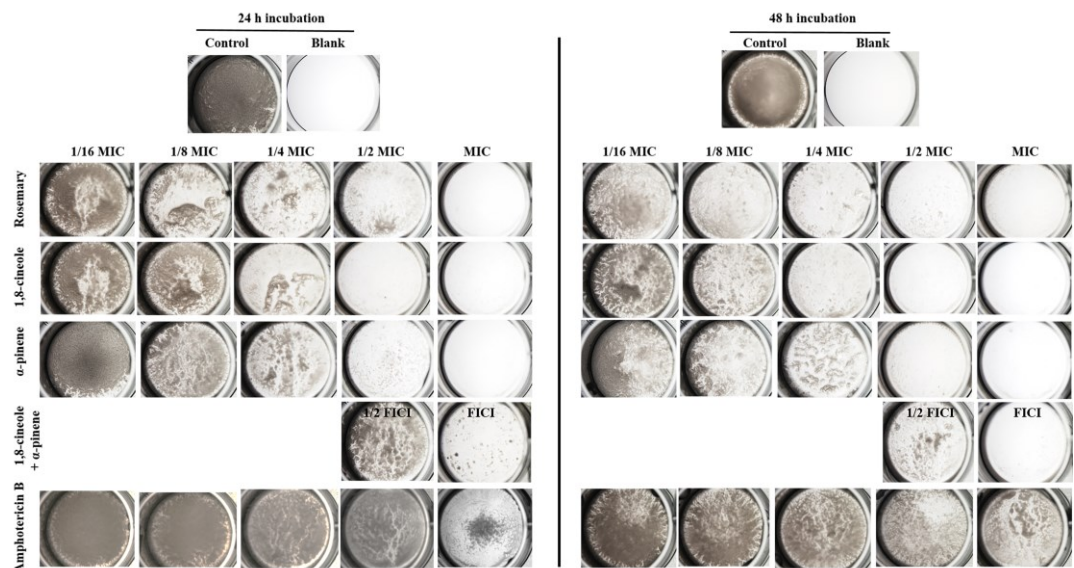 24 h incubation
48 h incubation
Control
Blank
Control
Blank
1/16 MIC
1/8 MIC
1/4 MIC
1/2 MIC
MIC
1/16 MIC
1/8 MIC
1/4 MIC
1/2 MIC
MIC
Rosemary
1,8-cineole
α-pinene
1,8-cineole
+ α-pinene
1/2 FICI
FICI
1/2 FICI
FICI
Amphotericin B